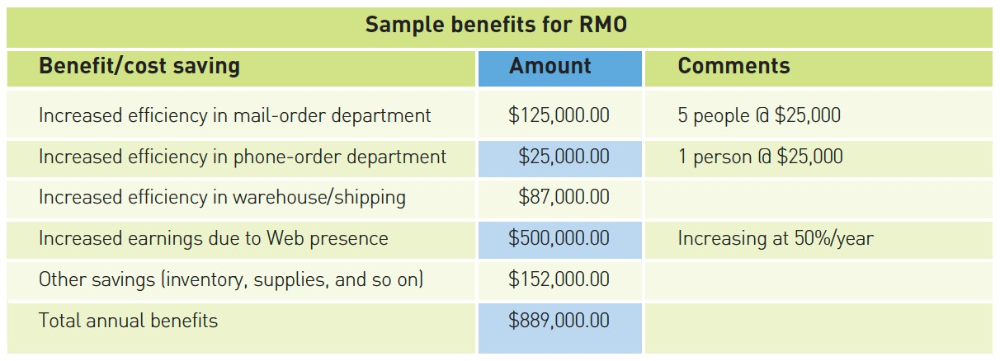 Sample benefits for RMO
Benefit/cost saving Amount Comments
Increased efficiency in mail-order department $125,000.00 5 people @ $25,000
Increased efficiency in phone-order department $25,000.00 1 person @ $25,000
Increased efficiency in warehouse/shipping $87,000.00
Increased earnings due to Web presence $500,000.00 Increasing at 50%/year
Other savings (inventory, supplies, and so on) $152,000.00
Total annual benefits $889,000.00